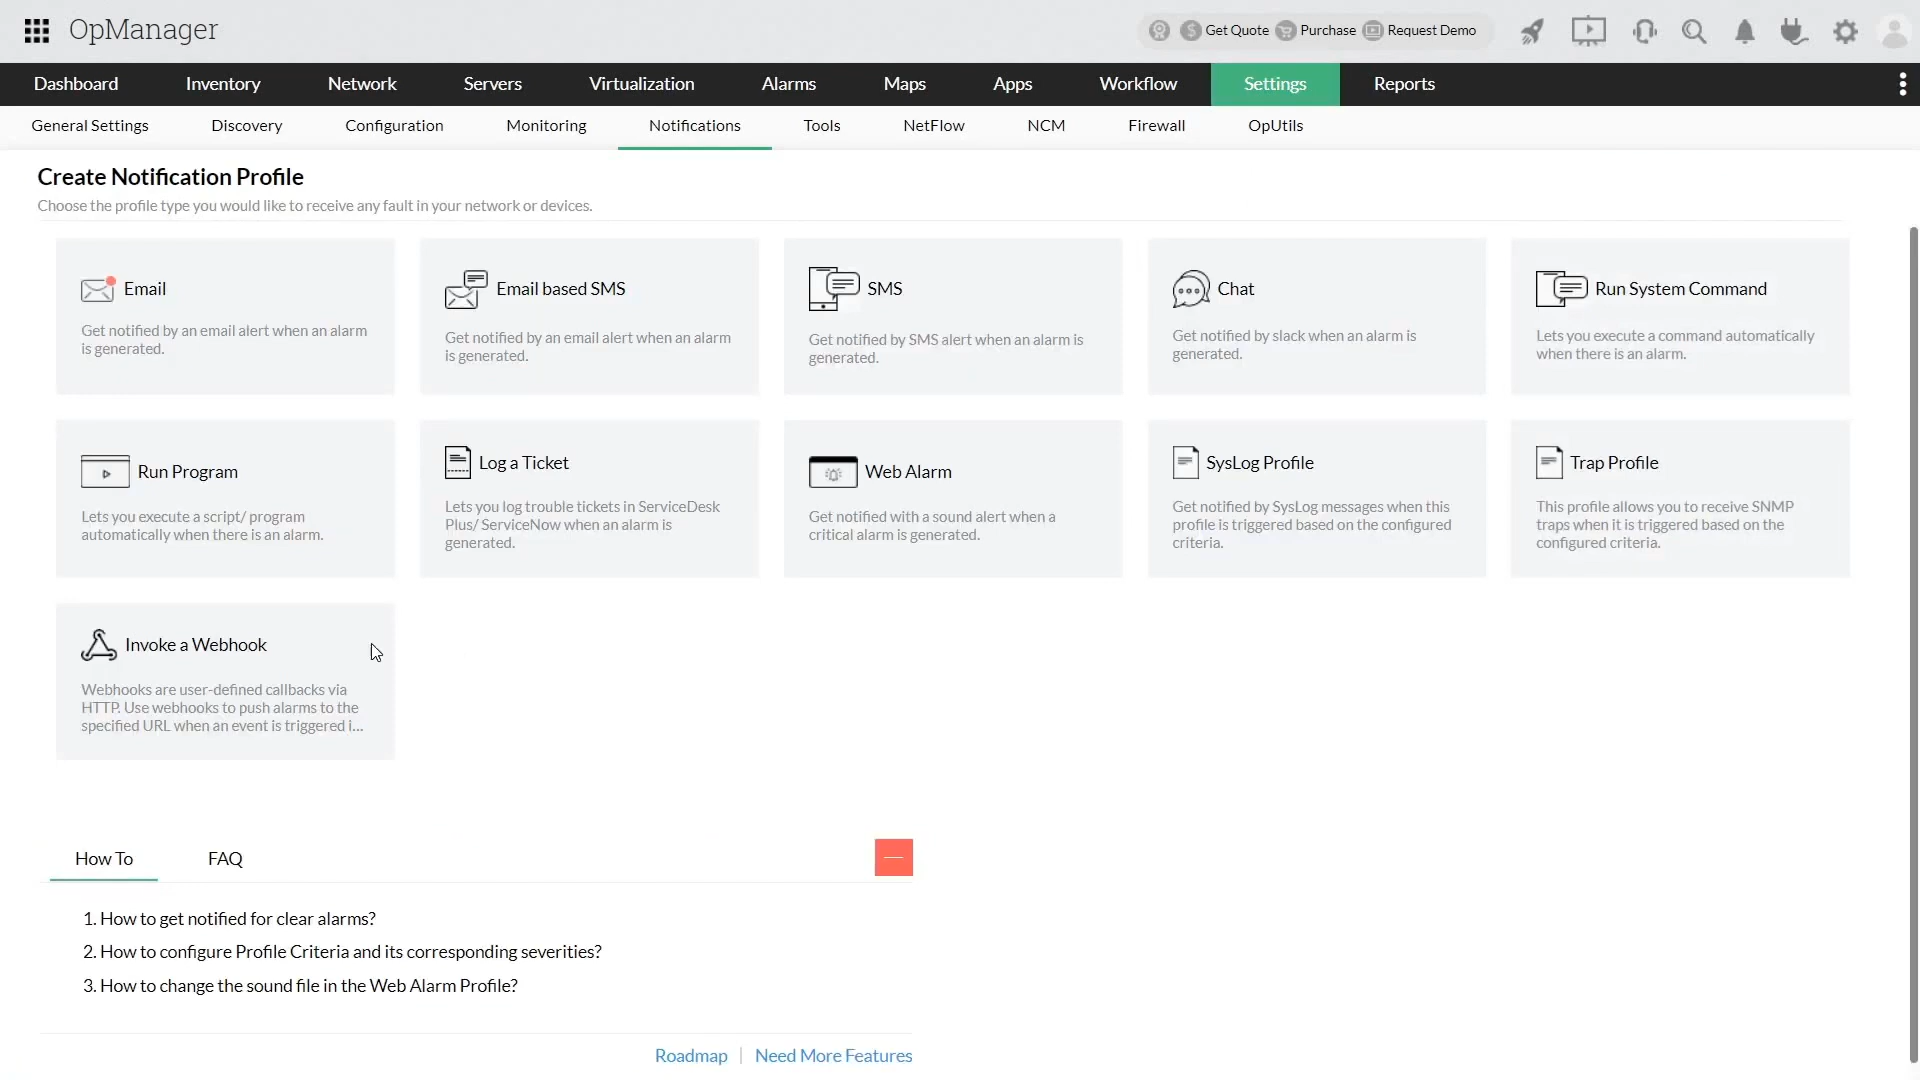 OpManager
Get Quote
Purchase
Request Demo
Dashboard
Inventory
Network
Servers
Virtualization
Alarms
Maps
Apps
Workflow
Settings
Reports
General Settings
Discovery
Configuration
Monitoring
Notifications
Tools
NetFlow
NCM
Firewall
OpUtils
Create Notification Profile
Choose the profile type you would like to receive any fault in your network or devices.
Email
Get notified by an email alert when an alarm
is generated.
Email based SMS
Get notified by an email alert when an alarm
is generated.
SMS
Get notified by SMS alert when an alarm is
generated.
Chat
Get notified by slack when an alarm is
generated.
Run System Command
Lets you execute a command automatically
when there is an alarm.
Run Program
Lets you execute a script/ program
automatically when there is an alarm.
Log a Ticket
Lets you log trouble tickets in ServiceDesk
Plus/ ServiceNow when an alarm is
generated.
Web Alarm
Get notified with a sound alert when a
critical alarm is generated.
SysLog Profile
Get notified by SysLog messages when this
profile is triggered based on the configured
criteria.
Trap Profile
This profile allows you to receive SNMP
traps when it is triggered based on the
configured criteria.
Invoke a Webhook
Webhooks are user-defined callbacks via
HTTP. Use webhooks to push alarms to the
specified URL when an event is triggered i...
How To
FAQ
1. How to get notified for clear alarms?
2. How to configure Profile Criteria and its corresponding severities?
3. How to change the sound file in the Web Alarm Profile?
Roadmap | Need More Features